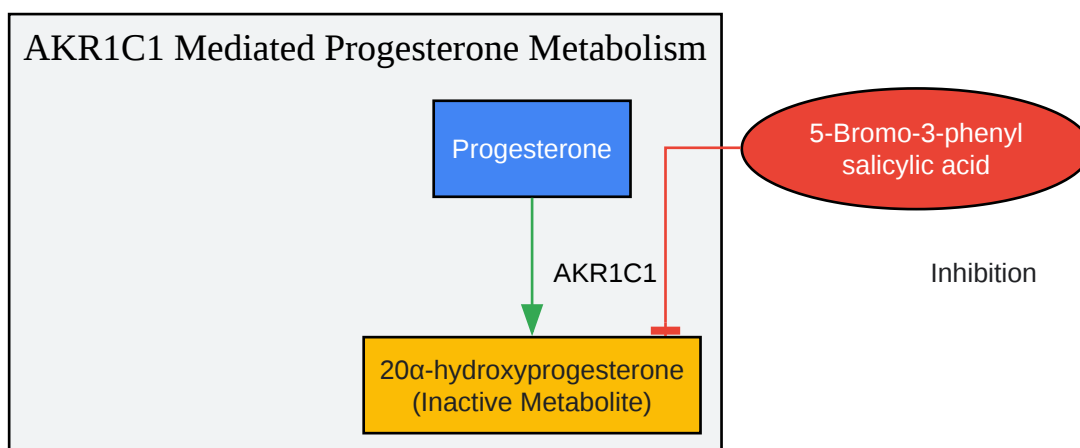 AKR1C1 Mediated Progesterone Metabolism
Progesterone
5-Bromo-3-phenyl
salicylic acid
AKR1C1
Inhibition
20α-hydroxyprogesterone
(Inactive Metabolite)